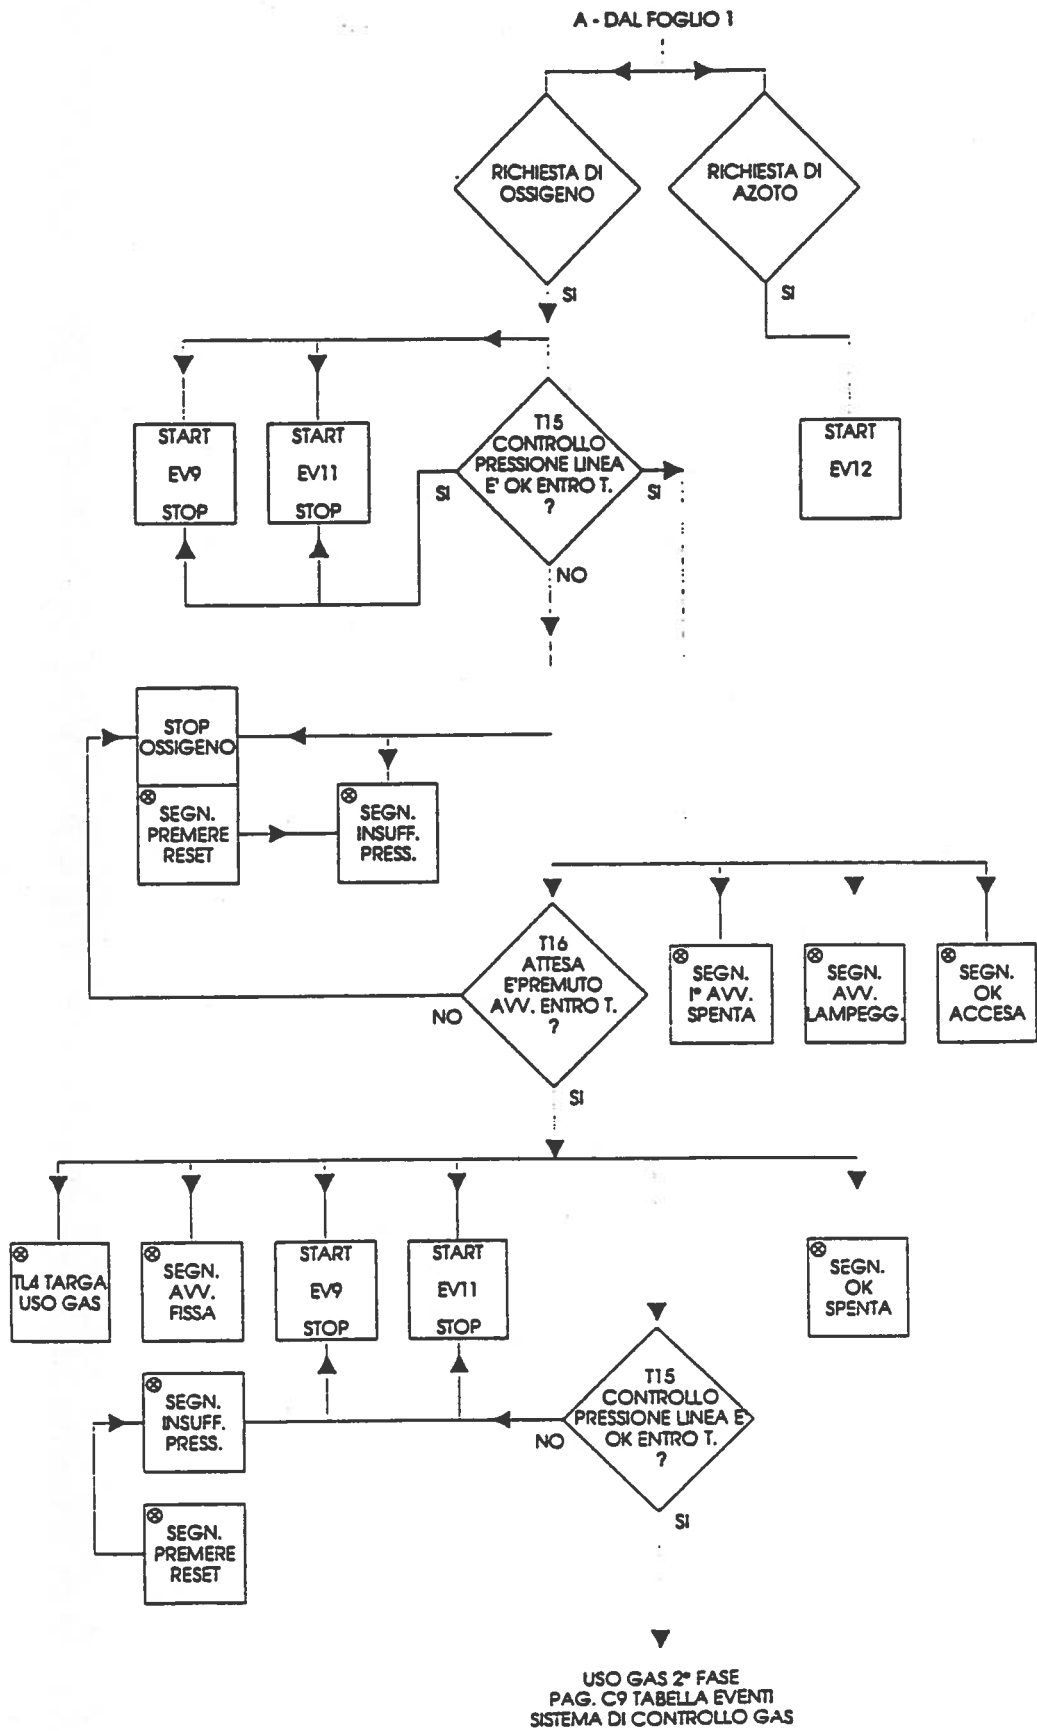 A - DAL FOGLIO 1
RICHIESTA DI
OSSIGENO
RICHIESTA DI
AZOTO
SI
SI
START
EV9
STOP
START
EV11
STOP
T15
CONTROLLO
PRESSIONE LINEA
E' OK ENTRO T.
?
SI
SI
NO
START
EV12
STOP
OSSIGENO
SEGN.
PREMERE
RESET
SEGN.
INSUFF.
PRESS.
T16
ATTESA
E'PREMUTO
AVV. ENTRO T.
?
NO
SI
SEGN.
1° AVV.
SPENTA
SEGN.
AVV.
LAMPEGG.
SEGN.
OK
ACCESA
TL4 TARGA
USO GAS
SEGN.
AVV.
FISSA
START
EV9
STOP
START
EV11
STOP
SEGN.
OK
SPENTA
T15
CONTROLLO
PRESSIONE LINEA E'
OK ENTRO T.
?
NO
SI
SEGN.
INSUFF.
PRESS.
SEGN.
PREMERE
RESET
USO GAS 2° FASE
PAG. C9 TABELLA EVENTI
SISTEMA DI CONTROLLO GAS